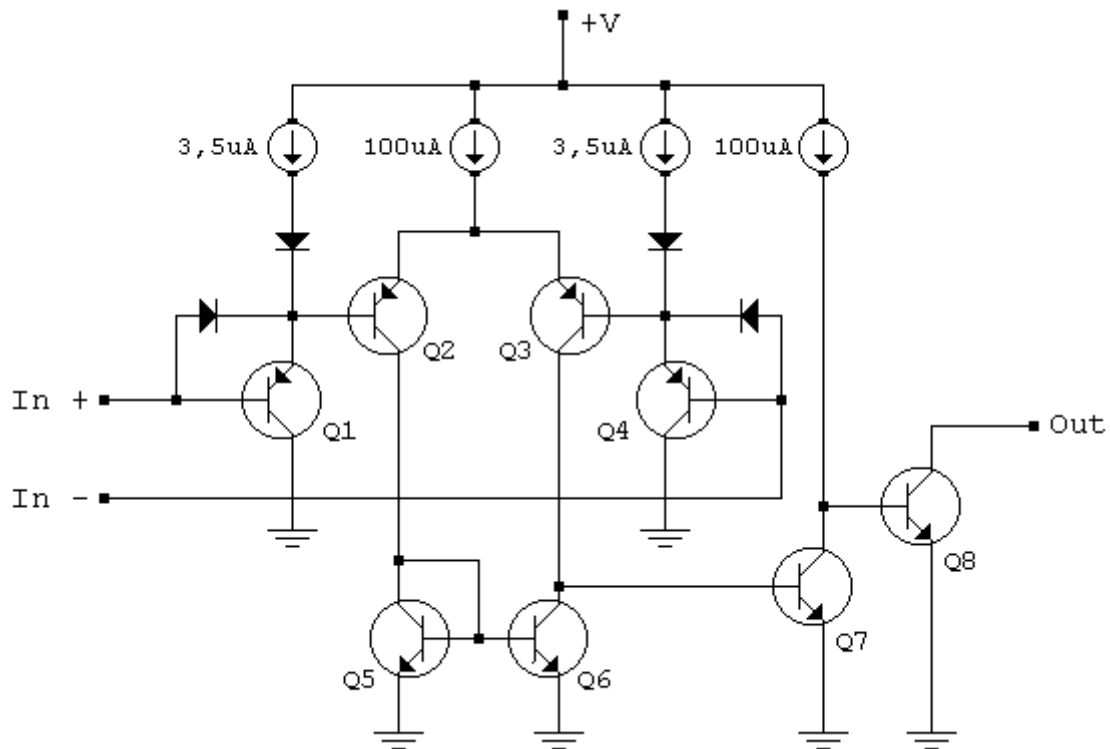 +V
3,5uA 100uA 3,5uA 100uA
Q2 Q3
In + Q1 Q4 Out
In -
Q8
Q5 Q6 Q7